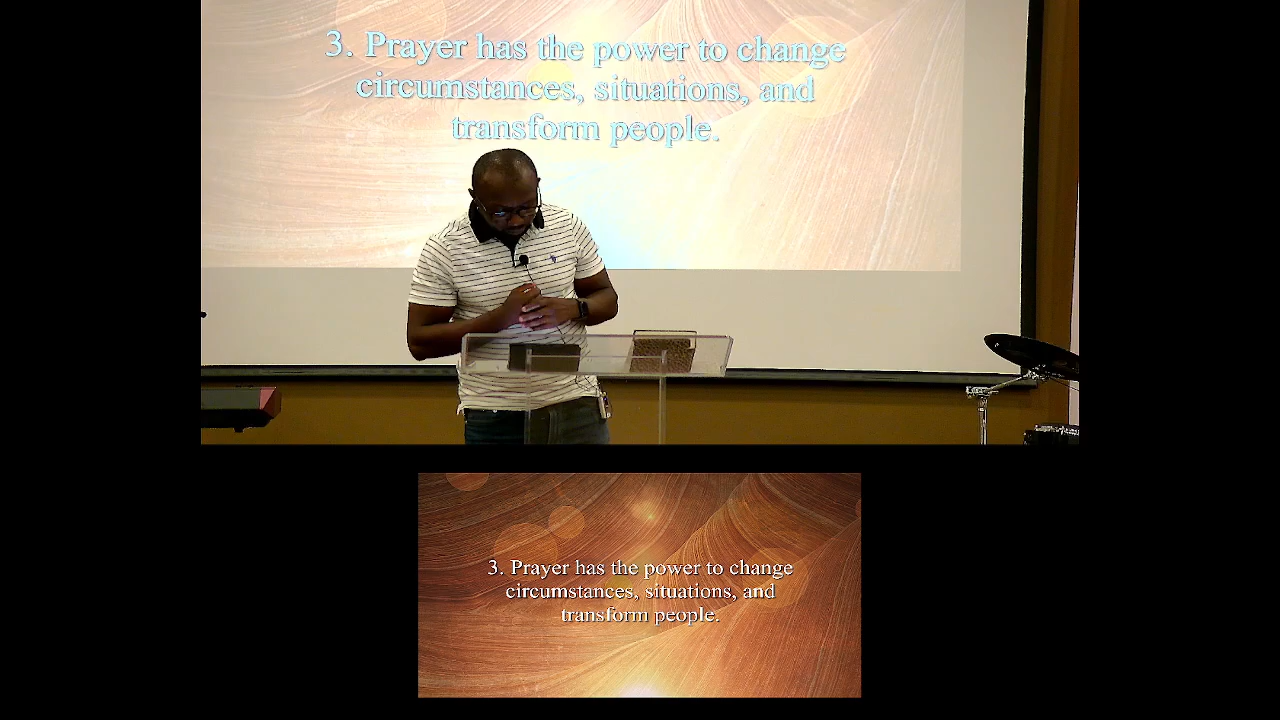 3. Prayer has the power to change
circumstances, situations, and
transform people.
3. Prayer has the power to change
circumstances, situations, and
transform people.